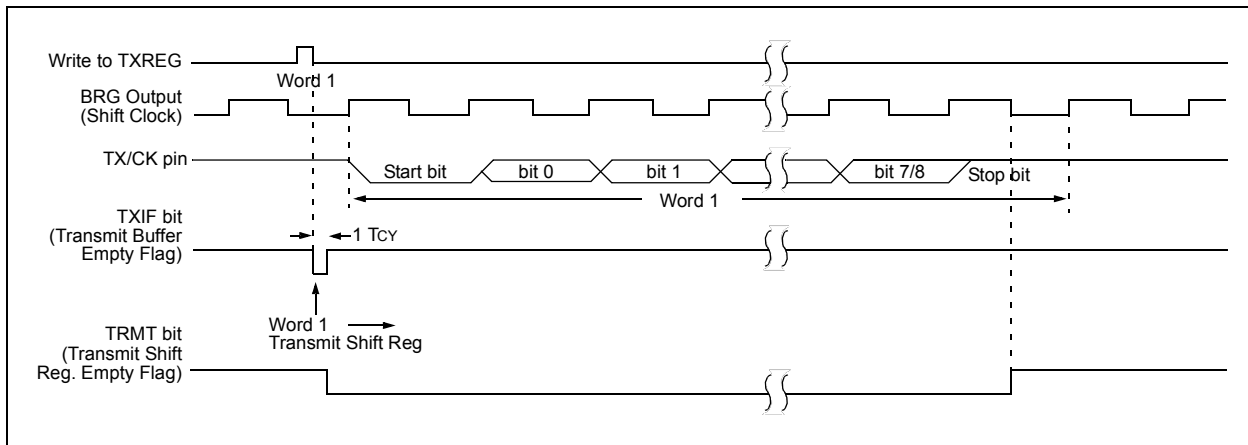 Write to TXREG
Word 1
BRG Output
(Shift Clock)
TX/CK pin
Start bit
bit 0
bit 1
bit 7/8
Stop bit
Word 1
TXIF bit
(Transmit Buffer
Empty Flag)
1 TCY
Word 1
Transmit Shift Reg
TRMT bit
(Transmit Shift
Reg. Empty Flag)